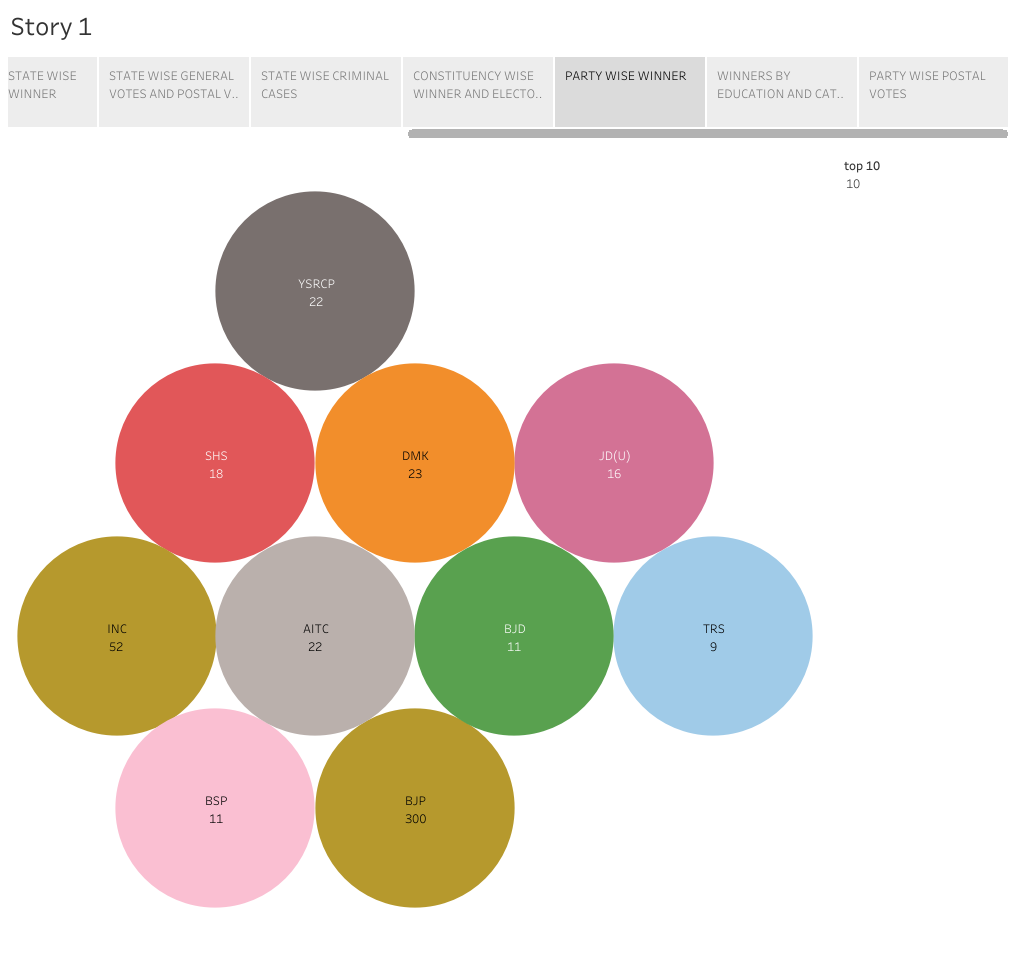 Story 1
STATE WISE
WINNER
STATE WISE GENERAL
VOTES AND POSTAL V..
STATE WISE CRIMINAL
CASES
CONSTITUENCY WISE
WINNER AND ELECTO..
PARTY WISE WINNER
WINNERS BY
EDUCATION AND CAT..
PARTY WISE POSTAL
VOTES
top 10
10
YSRCP
22
SHS
18
DMK
23
JD(U)
16
INC
52
AITC
22
BJD
11
TRS
9
BSP
11
BJP
300